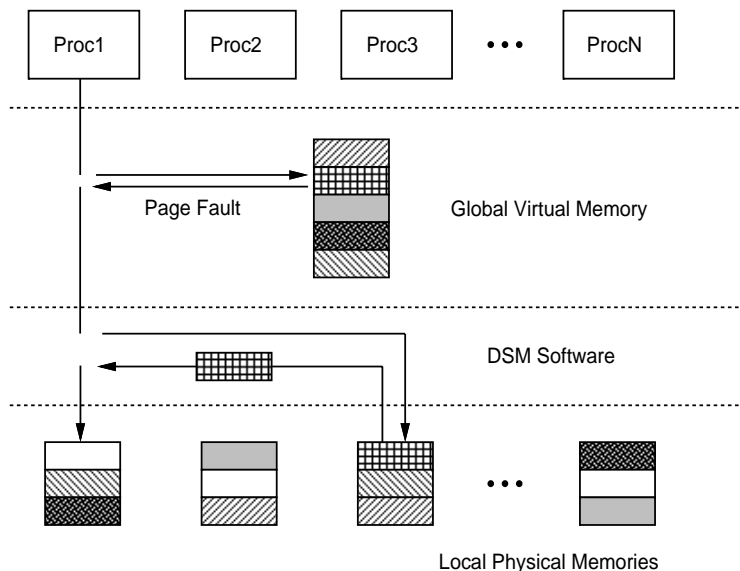 Proc1 Proc2 Proc3 ••• ProcN
Page Fault
Global Virtual Memory
DSM Software
•••
Local Physical Memories